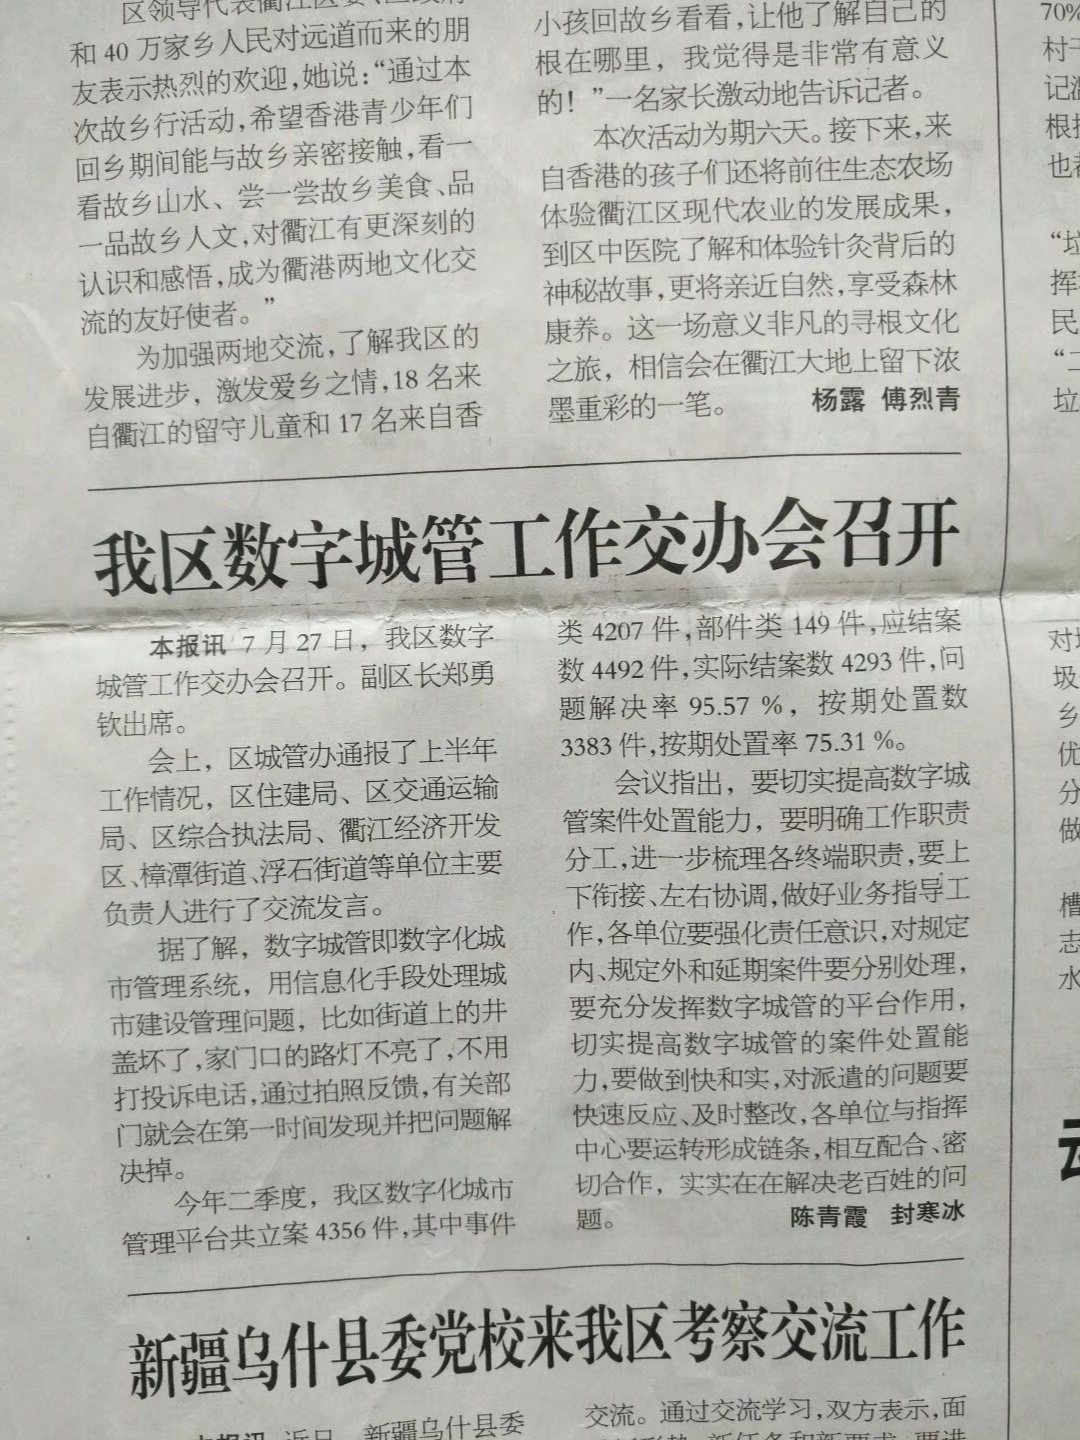 和 40 万家乡人民对远道而来的朋
友表示热烈的欢迎,她说:“通过本
次故乡行活动,希望香港青少年们
回乡期间能与故乡亲密接触,看一
看故乡山水、尝一尝故乡美食、品
一品故乡人文,对衢江有更深刻的
认识和感悟,成为衢港两地文化交
流的友好使者。”
为加强两地交流,了解我区的
发展进步，激发爱乡之情,18 名来
自衢江的留守儿童和 17 名来自香
小孩回故乡看看,让他了解自己的
根在哪里，我觉得是非常有意义
的！”一名家长激动地告诉记者。
本次活动为期六天。接下来,来
自香港的孩子们还将前往生态农场
体验衢江区现代农业的发展成果,
到区中医院了解和体验针灸背后的
神秘故事,更将亲近自然,享受森林
康养。这一场意义非凡的寻根文化
之旅，相信会在衢江大地上留下浓
墨重彩的一笔。 杨露 傅烈青
我区数字城管工作交办会召开
本报讯 7 月 27 日，我区数字
城管工作交办会召开。副区长郑勇
钦出席。
会上，区城管办通报了上半年
工作情况，区住建局、区交通运输
局、区综合执法局、衢江经济开发
区、樟潭街道、浮石街道等单位主要
负责人进行了交流发言。
据了解，数字城管即数字化城
市管理系统，用信息化手段处理城
市建设管理问题，比如街道上的井
盖坏了,家门口的路灯不亮了,不用
打投诉电话,通过拍照反馈,有关部
门就会在第一时间发现并把问题解
决掉。
今年二季度，我区数字化城市
管理平台共立案 4356 件,其中事件
类 4207 件,部件类 149 件,应结案
数 4492 件,实际结案数 4293 件,问
题解决率 95.57 %，按期处置数
3383 件,按期处置率 75.31 %。
会议指出，要切实提高数字城
管案件处置能力，要明确工作职责
分工,进一步梳理各终端职责,要上
下衔接、左右协调,做好业务指导工
作,各单位要强化责任意识,对规定
内、规定外和延期案件要分别处理,
要充分发挥数字城管的平台作用,
切实提高数字城管的案件处置能
力,要做到快和实,对派遣的问题要
快速反应、及时整改,各单位与指挥
中心要运转形成链条,相互配合、密
切合作，实实在在解决老百姓的问
题。 陈青霞 封寒冰
新疆乌什县委党校来我区考察交流工作
本报讯 近日，新疆乌什县委
交流。通过交流学习,双方表示,面
70%
村干
记
根据
也都
“垃
挥
民
“二
垃
对
圾
乡
优
分
做
槽
志
水